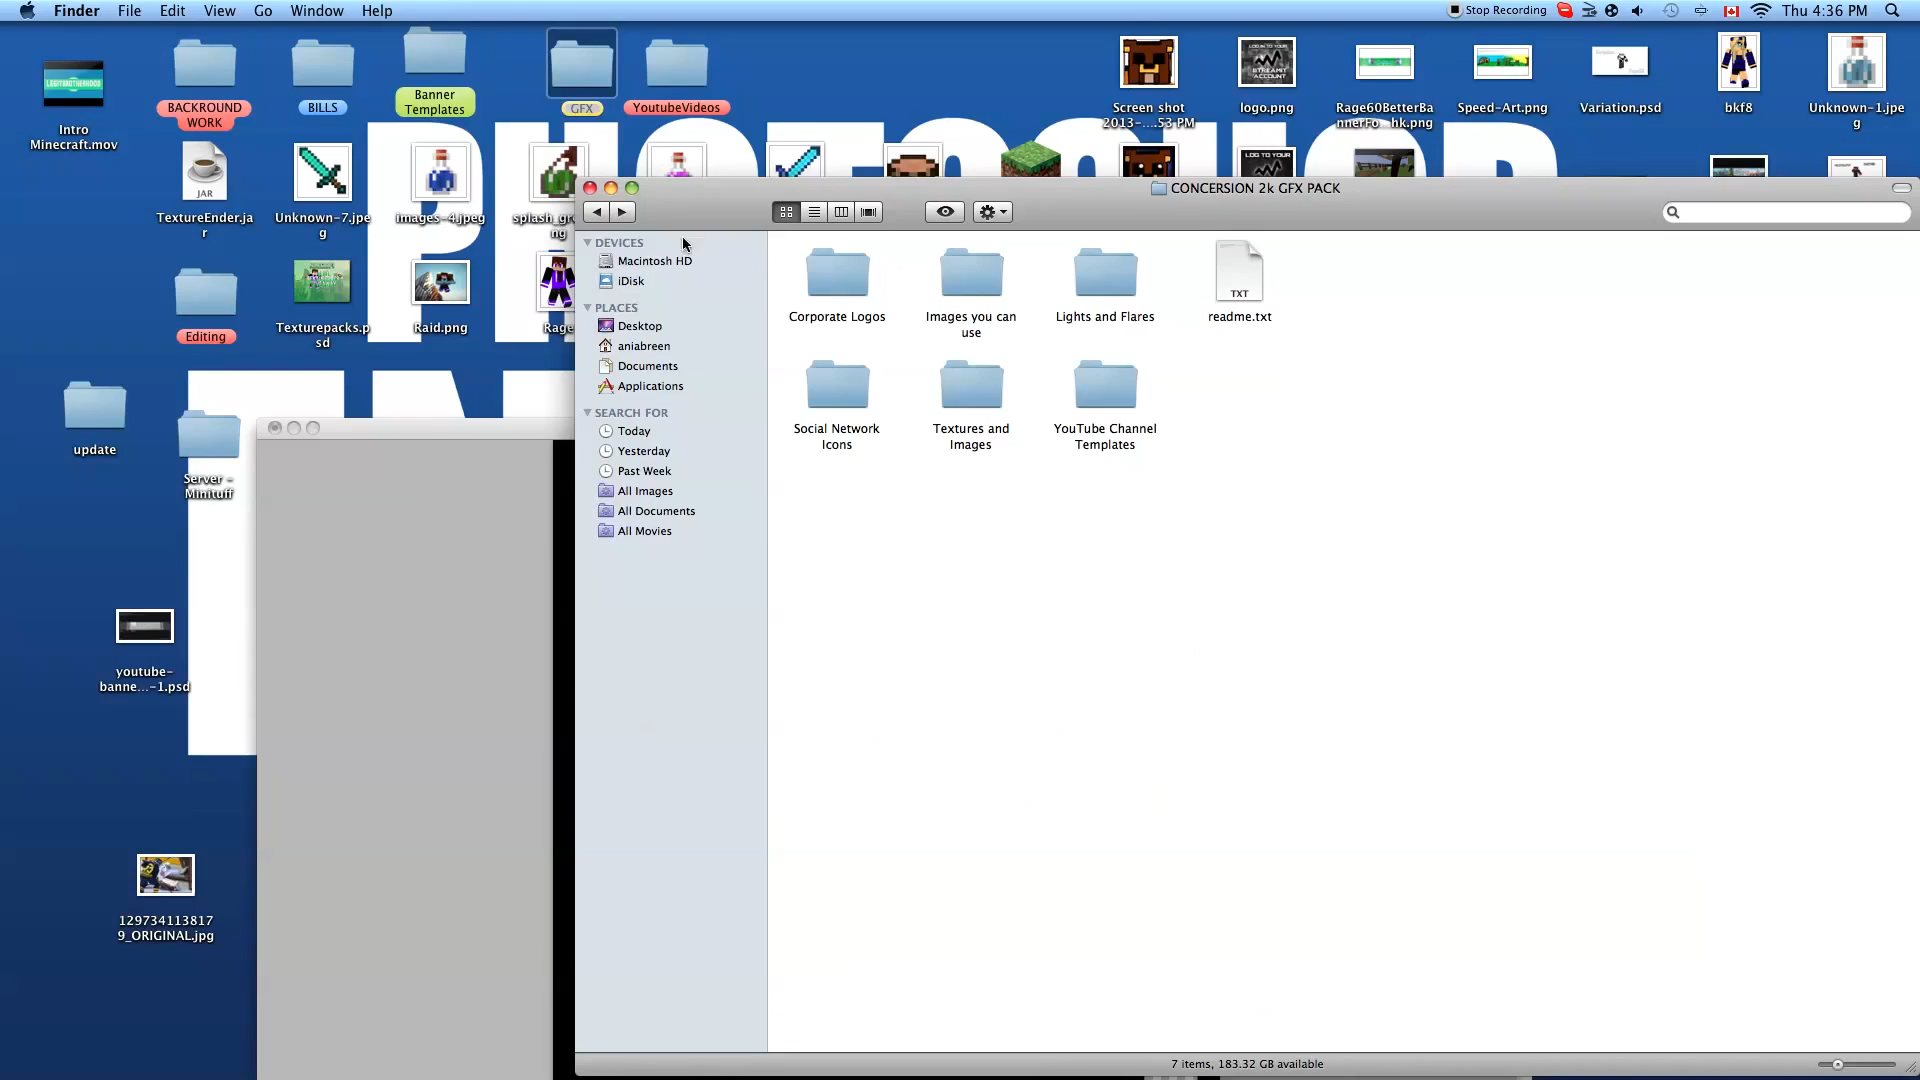 Finder File Edit View Go Window Help
Stop Recording Thu 4:36 PM
Intro
Minecraft.mov
BACKROUND
WORK
BILLS
Banner
Templates
GFX
YoutubeVideos
Screen shot
2013-....53 PM
logo.png
Rage60BetterBa
nnerFo...hk.png
Speed-Art.png
Variation.psd
bkf8
Unknown-1.jpe
g
JAR
TextureEnder.ja
r
Unknown-7.jpe
g
images-4.jpeg
splash_gr
ng
Editing
Texturepacks.p
sd
Raid.png
Rage
update
Server -
Minituff
youtube-
banne...-1.psd
129734113817
9_ORIGINAL.jpg
CONCERSION 2k GFX PACK
DEVICES
Macintosh HD
iDisk
PLACES
Desktop
aniabreen
Documents
Applications
SEARCH FOR
Today
Yesterday
Past Week
All Images
All Documents
All Movies
Corporate Logos
Images you can
use
Lights and Flares
TXT
readme.txt
Social Network
Icons
Textures and
Images
YouTube Channel
Templates
7 items, 183.32 GB available